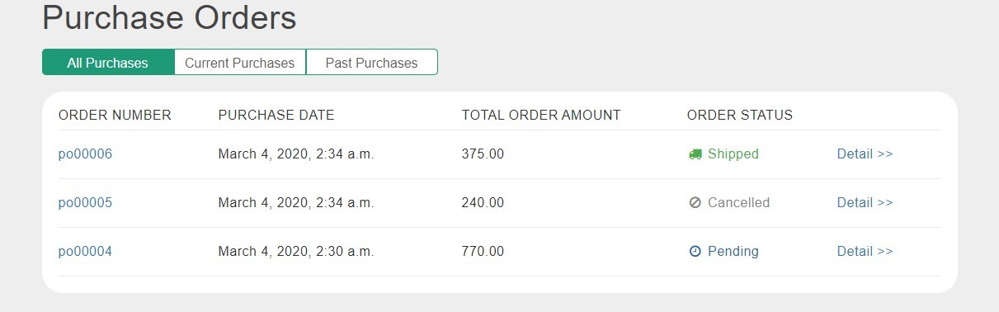 Purchase Orders
All Purchases Current Purchases Past Purchases
ORDER NUMBER PURCHASE DATE TOTAL ORDER AMOUNT ORDER STATUS
po00006 March 4, 2020, 2:34 a.m. 375.00 Shipped Detail >>
po00005 March 4, 2020, 2:34 a.m. 240.00 Cancelled Detail >>
po00004 March 4, 2020, 2:30 a.m. 770.00 Pending Detail >>